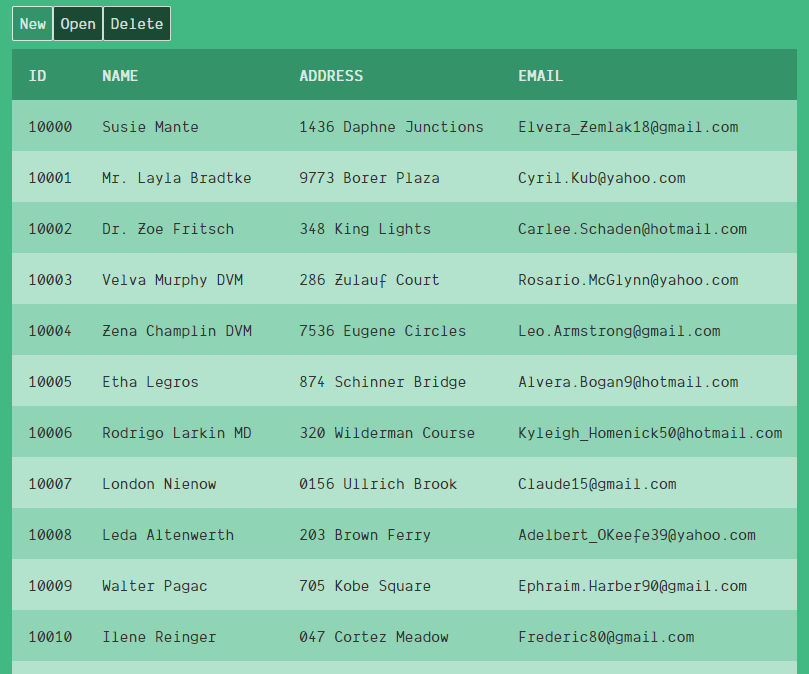 New Open Delete
ID NAME ADDRESS EMAIL
10000 Susie Mante 1436 Daphne Junctions Elvera_Zemlak18@gmail.com
10001 Mr. Layla Bradtke 9773 Borer Plaza Cyril.Kub@yahoo.com
10002 Dr. Zoe Fritsch 348 King Lights Carlee.Schaden@hotmail.com
10003 Velva Murphy DVM 286 Zulauf Court Rosario.McGlynn@yahoo.com
10004 Zena Champlin DVM 7536 Eugene Circles Leo.Armstrong@gmail.com
10005 Etha Legros 874 Schinner Bridge Alvera.Bogan9@hotmail.com
10006 Rodrigo Larkin MD 320 Wilderman Course Kyleigh_Homenick50@hotmail.com
10007 London Nienow 0156 Ullrich Brook Claude15@gmail.com
10008 Leda Altenwerth 203 Brown Ferry Adelbert_OKeefe39@yahoo.com
10009 Walter Pagac 705 Kobe Square Ephraim.Harber90@gmail.com
10010 Ilene Reinger 047 Cortez Meadow Frederic80@gmail.com